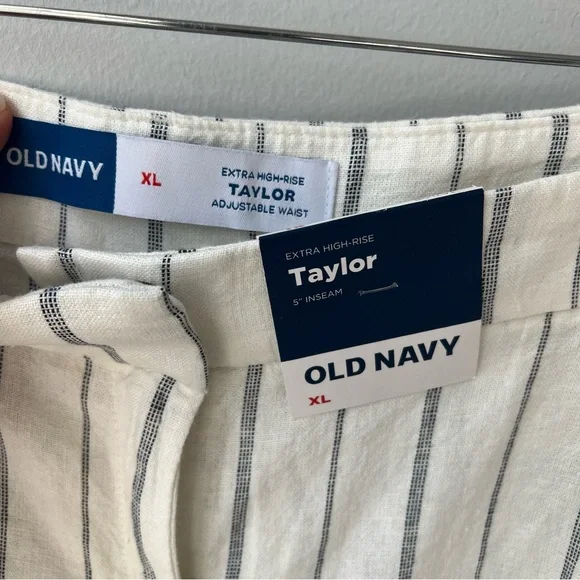 OLD NAVY
XL
EXTRA HIGH-RISE
TAYLOR
ADJUSTABLE WAIST
EXTRA HIGH-RISE
Taylor
5" INSEAM
OLD NAVY
XL